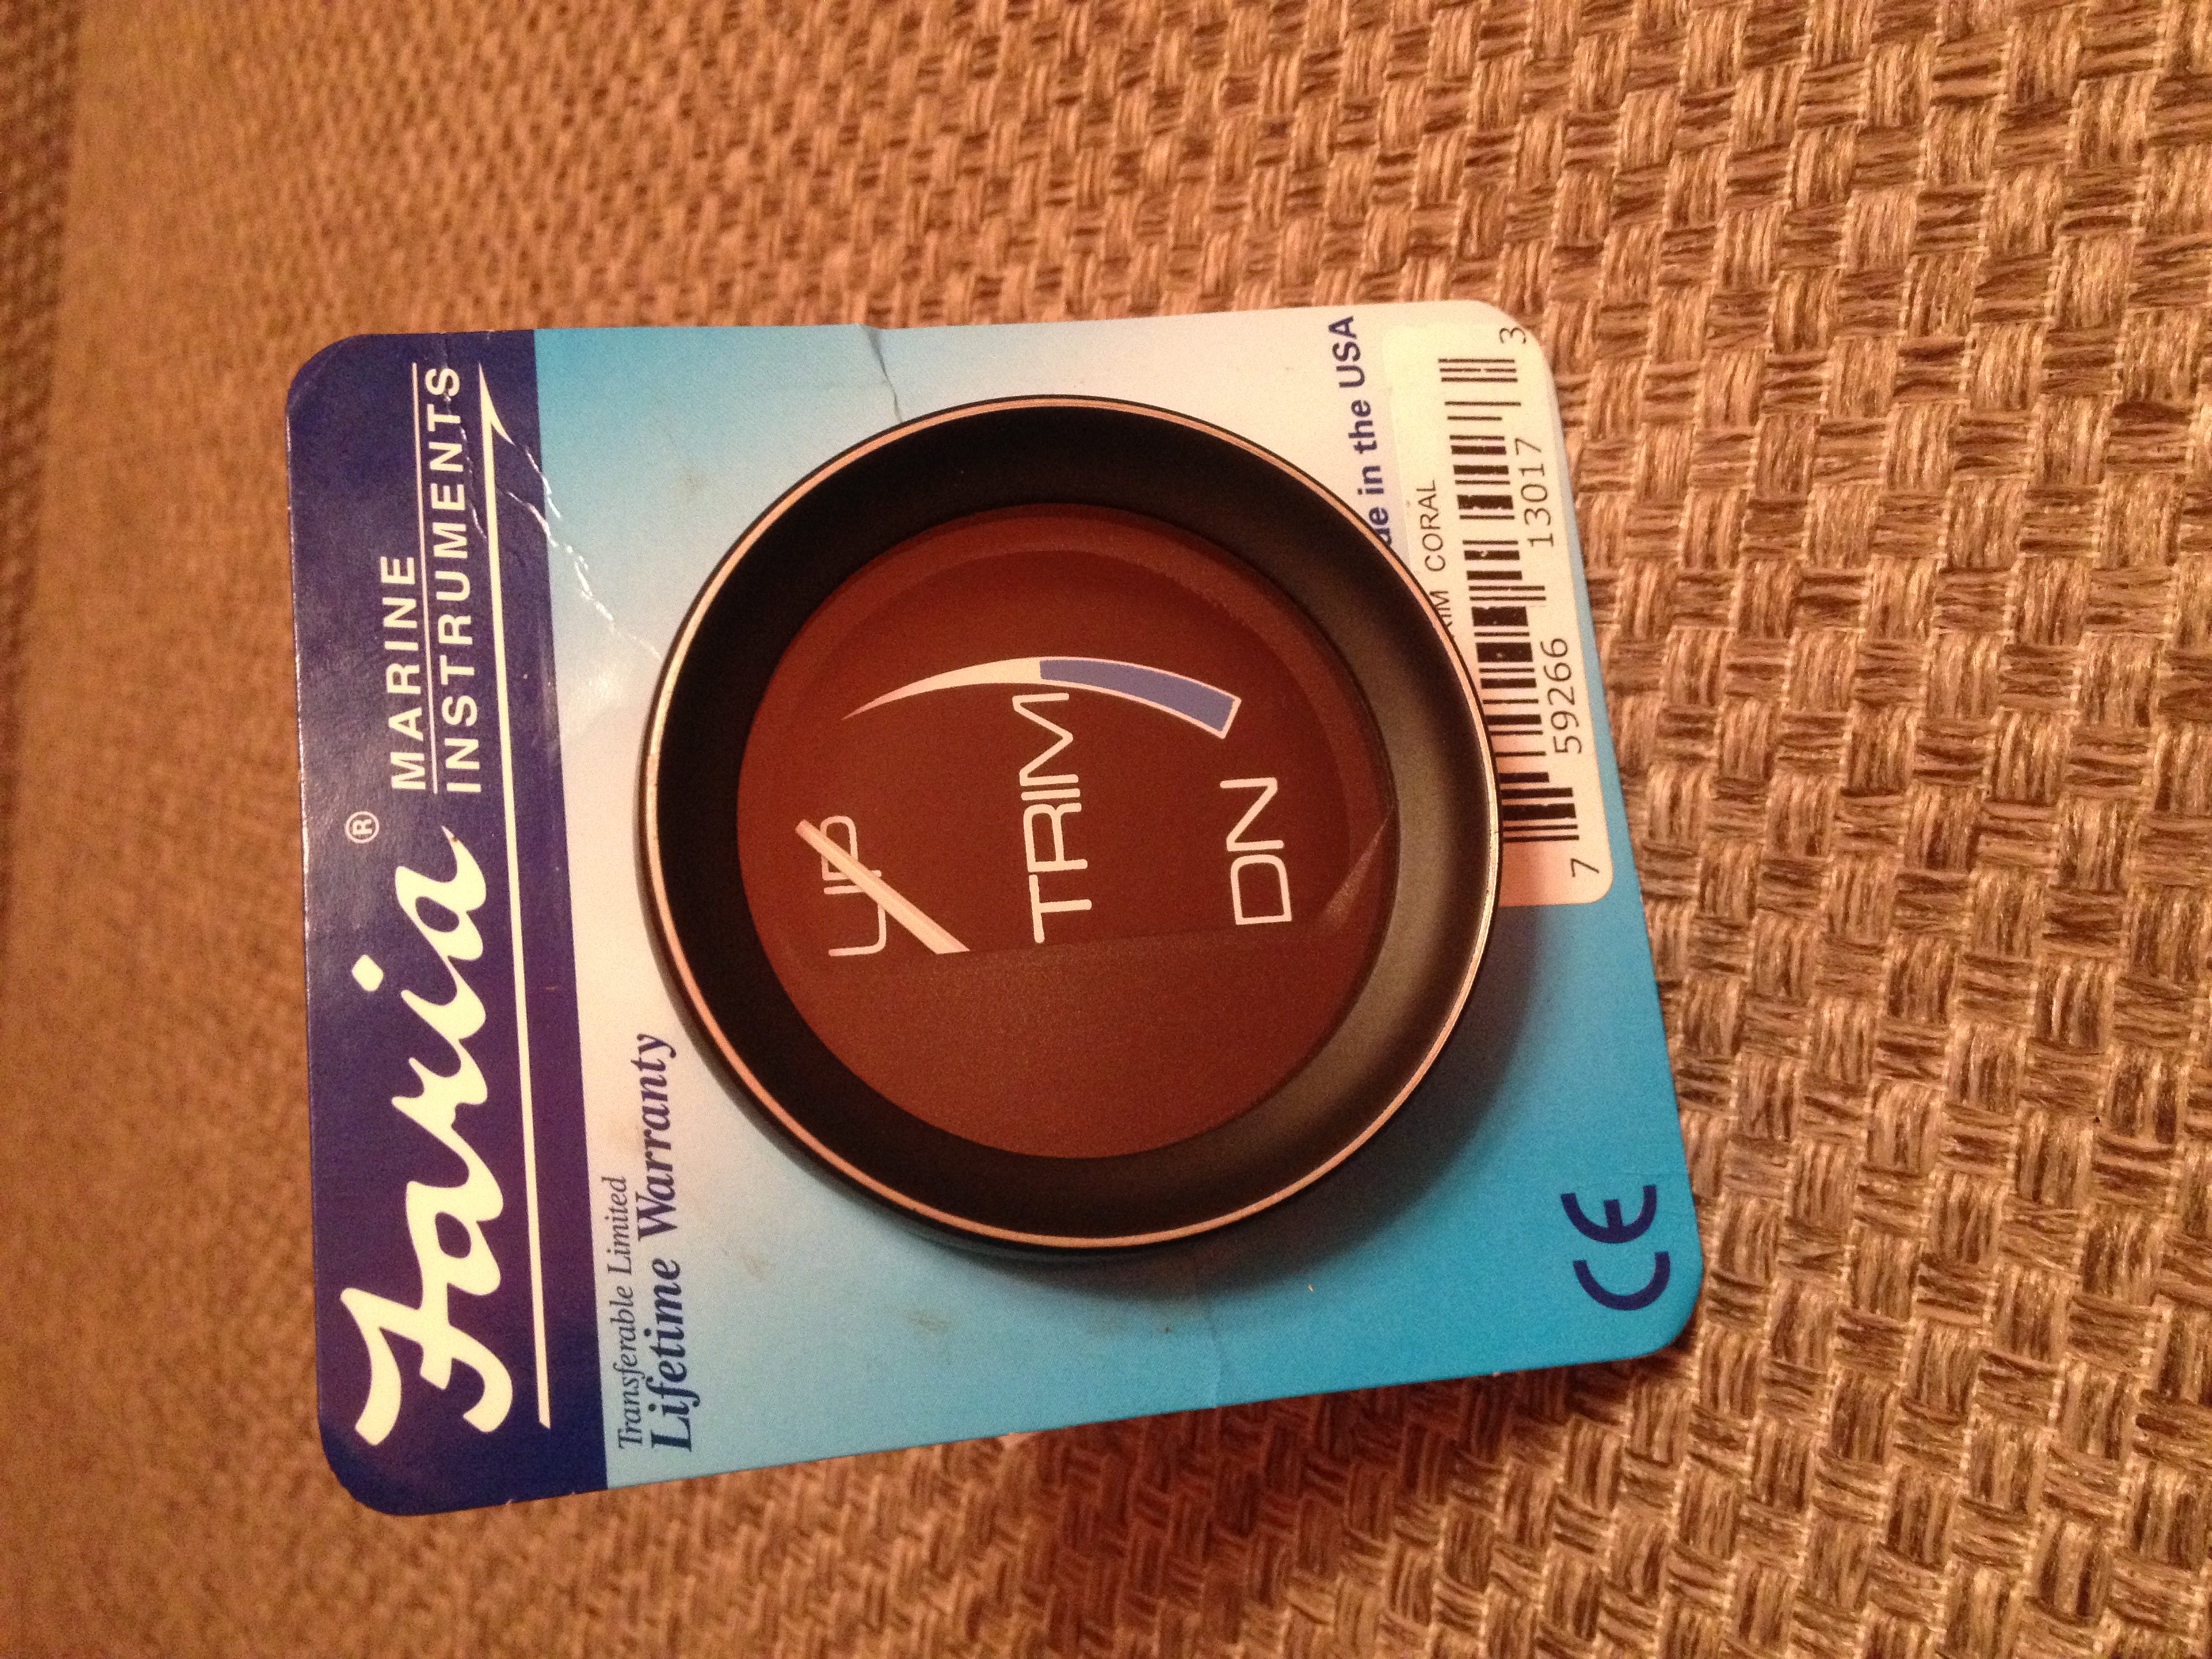 Faria® MARINE
INSTRUMENTS
Transferable Limited
Lifetime Warranty
UP
TRIM
DN
in the USA
CORAL
7 59266 13017 3
CE